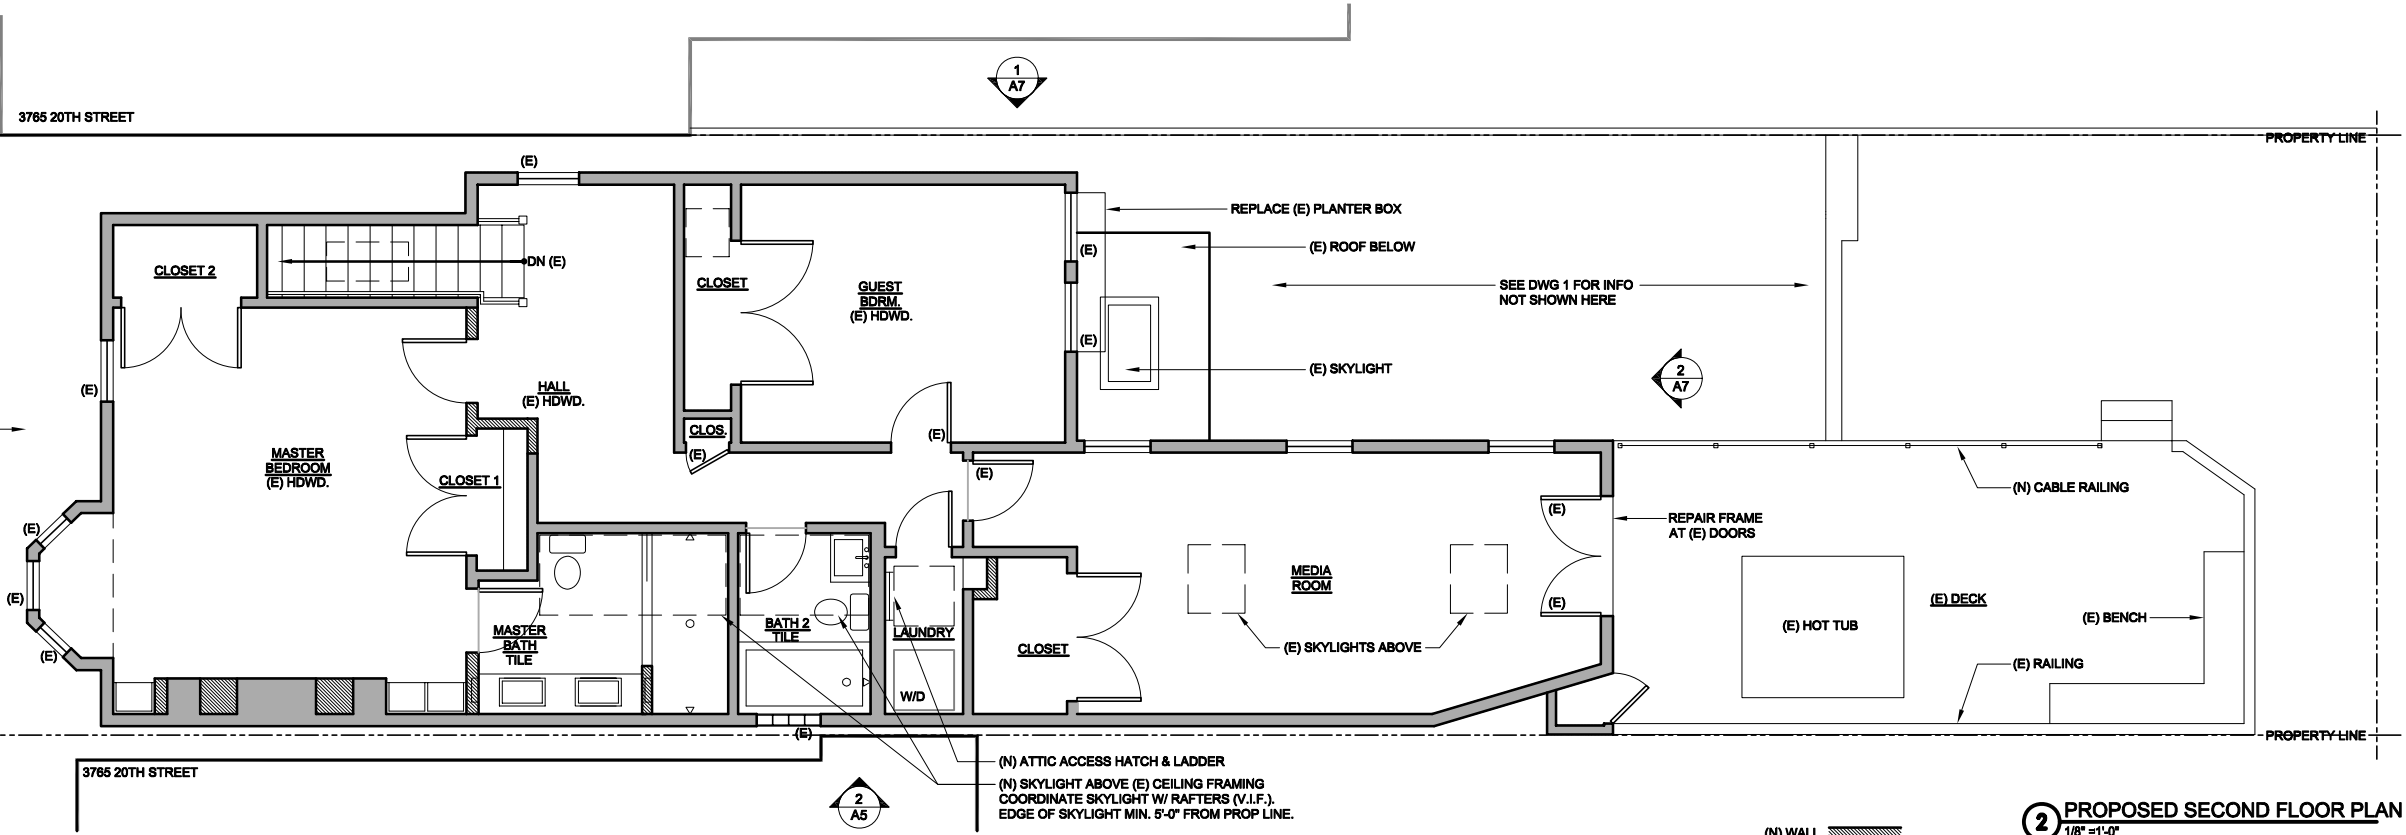 1
A7
3765 20TH STREET
PROPERTY LINE
(E)
REPLACE (E) PLANTER BOX
(E) ROOF BELOW
(E)
CLOSET 2
DN (E)
CLOSET
GUEST
BDRM.
(E) HDWD.
SEE DWG 1 FOR INFO
NOT SHOWN HERE
(E)
(E) SKYLIGHT
2
A7
(E)
HALL
(E) HDWD.
CLOS.
(E)
(E)
MASTER
BEDROOM
(E) HDWD.
CLOSET 1
(E)
(E)
(N) CABLE RAILING
(E)
REPAIR FRAME
AT (E) DOORS
(E)
MEDIA
ROOM
(E)
(E)
(E) DECK
(E) HOT TUB
(E) BENCH
MASTER
BATH
TILE
BATH 2
TILE
LAUNDRY
CLOSET
(E) SKYLIGHTS ABOVE
(E)
(E) RAILING
W/D
(E)
PROPERTY LINE
3765 20TH STREET
(N) ATTIC ACCESS HATCH & LADDER
(N) SKYLIGHT ABOVE (E) CEILING FRAMING
COORDINATE SKYLIGHT W/ RAFTERS (V.I.F.).
EDGE OF SKYLIGHT MIN. 5'-0" FROM PROP LINE.
2
A5
2
PROPOSED SECOND FLOOR PLAN
1/8" =1'-0"
(N) WALL